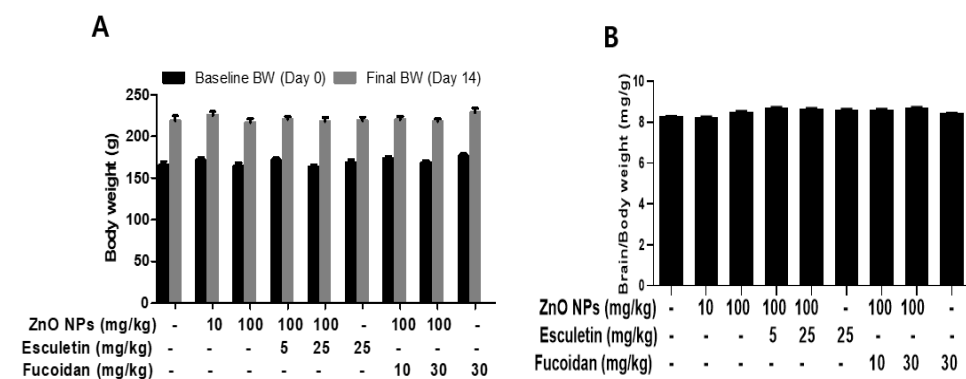 A
Baseline BW (Day 0) Final BW (Day 14)
Body weight (g)
250
200
150
100
50
0
ZnO NPs (mg/kg) - 10 100 100 100 - 100 100 -
Esculetin (mg/kg) - - - 5 25 25 - - -
Fucoidan (mg/kg) - - - - - - 10 30 30
B
Brain/Body weight (mg/g)
10
8
6
4
2
0
ZnO NPs (mg/kg) - 10 100 100 100 - 100 100 -
Esculetin (mg/kg) - - - 5 25 25 - - -
Fucoidan (mg/kg) - - - - - - 10 30 30